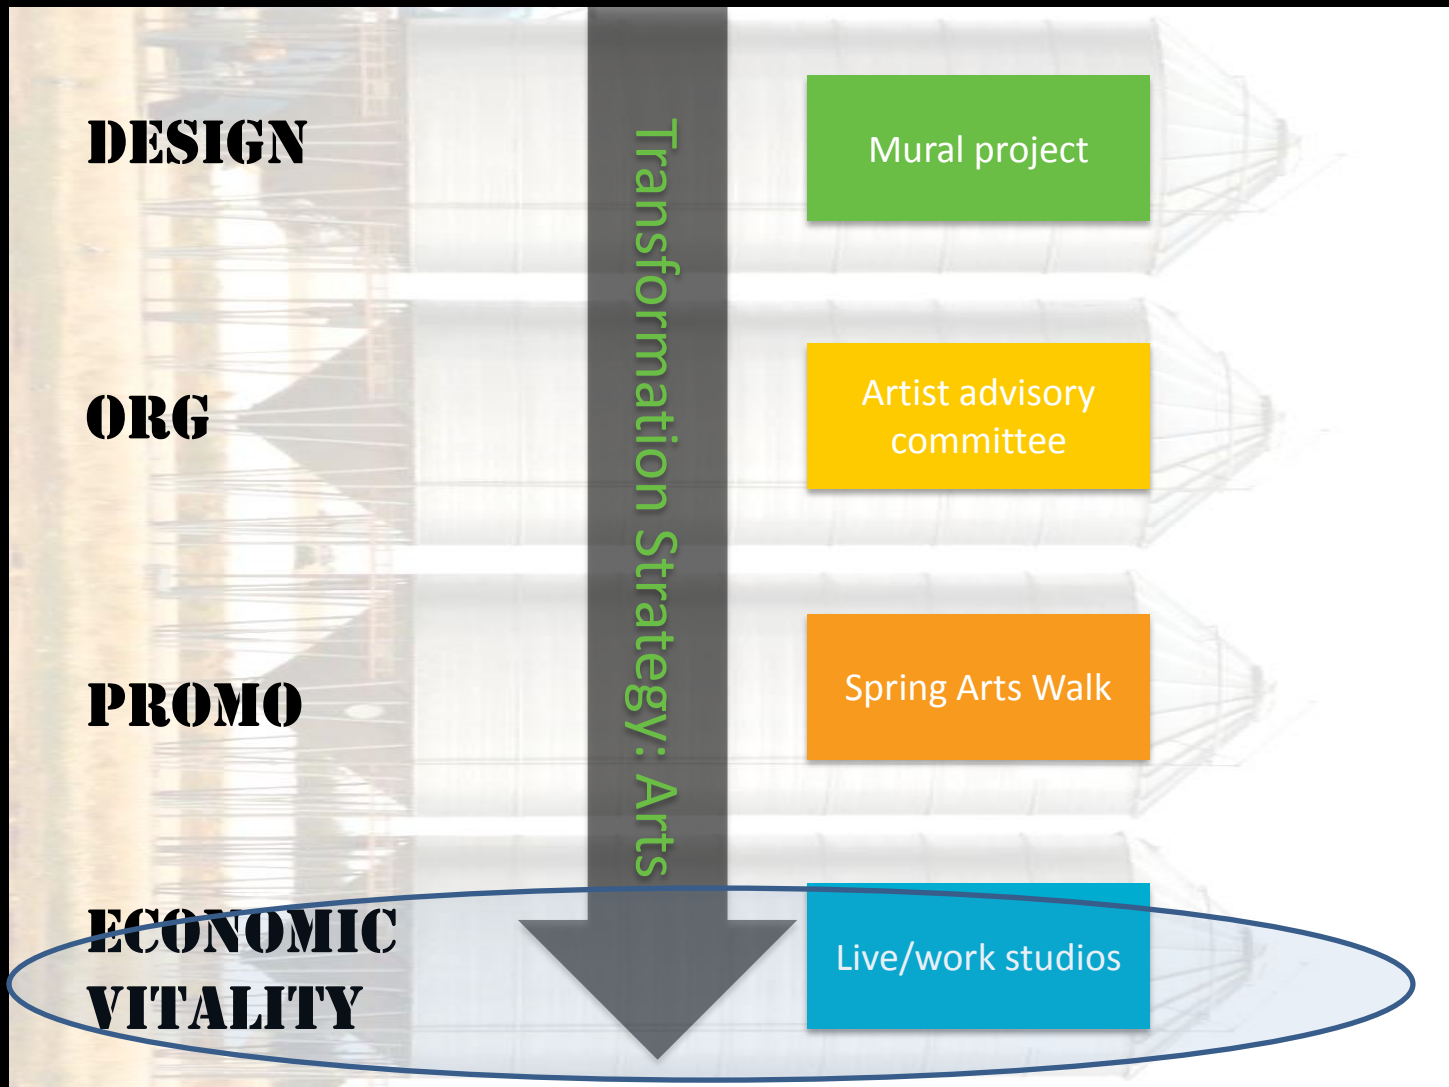 DESIGN
Mural project
ORG
Artist advisory
committee
PROMO
Spring Arts Walk
ECONOMIC
VITALITY
Live/work studios
Transformation Strategy: Arts